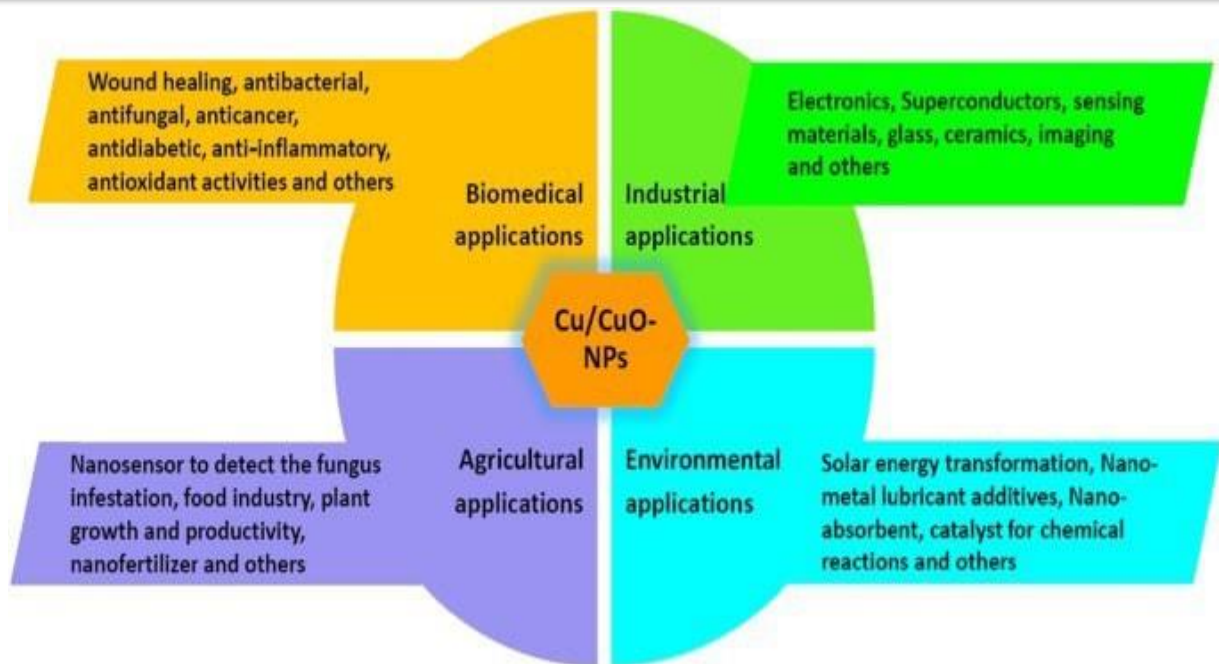 Wound healing, antibacterial,
antifungal, anticancer,
antidiabetic, anti-inflammatory,
antioxidant activities and others
Biomedical
applications
Electronics, Superconductors, sensing
materials, glass, ceramics, imaging
and others
Industrial
applications
Cu/CuO-
NPs
Nanosensor to detect the fungus
infestation, food industry, plant
growth and productivity,
nanofertilizer and others
Agricultural
applications
Environmental
applications
Solar energy transformation, Nano-
metal lubricant additives, Nano-
absorbent, catalyst for chemical
reactions and others